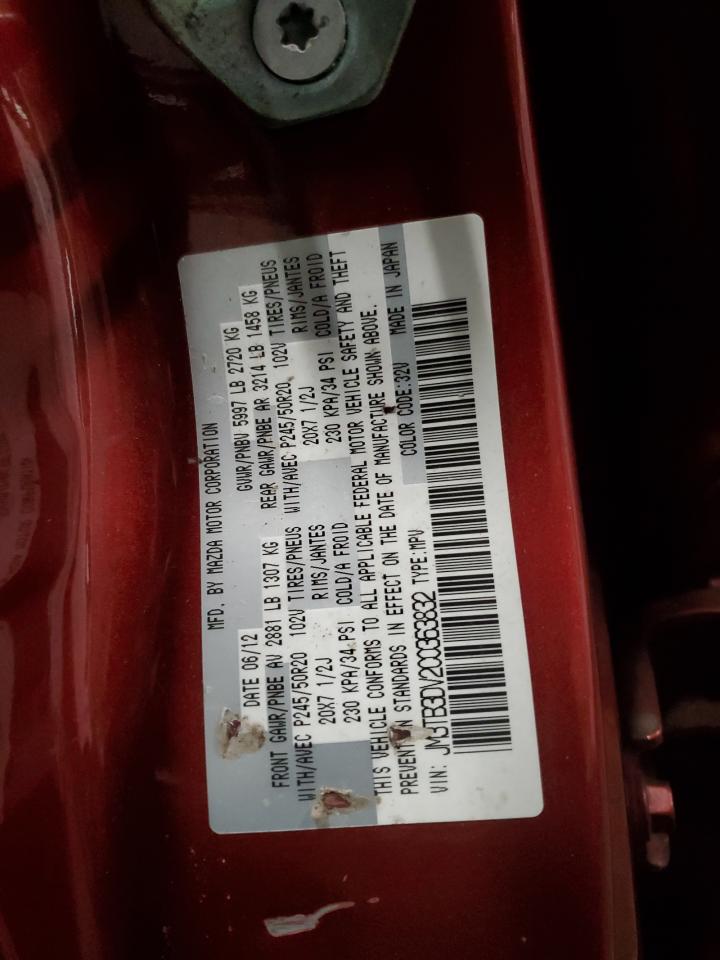 MFD. BY MAZDA MOTOR CORPORATION
DATE 06/12 GVWR/PNBV 5997 LB 2720 KG
FRONT GAWR/PNBE AV 2881 LB 1307 KG REAR GAWR/PNBE AR 3214 LB 1458 KG
WITH/AVEC P245/50R20 102V TIRES/PNEUS WITH/AVEC P245/50R20 102V TIRES/PNEUS
20X7 1/2J RIMS/JANTES 20X7 1/2J RIMS/JANTES
230 KPA/34 PSI COLD/A FROID 230 KPA/34 PSI COLD/A FROID
THIS VEHICLE CONFORMS TO ALL APPLICABLE FEDERAL MOTOR VEHICLE SAFETY AND THEFT
PREVENTION STANDARDS IN EFFECT ON THE DATE OF MANUFACTURE SHOWN ABOVE.
VIN: JM3TB3DV2C0363832 TYPE:MPV COLOR CODE:32V MADE IN JAPAN